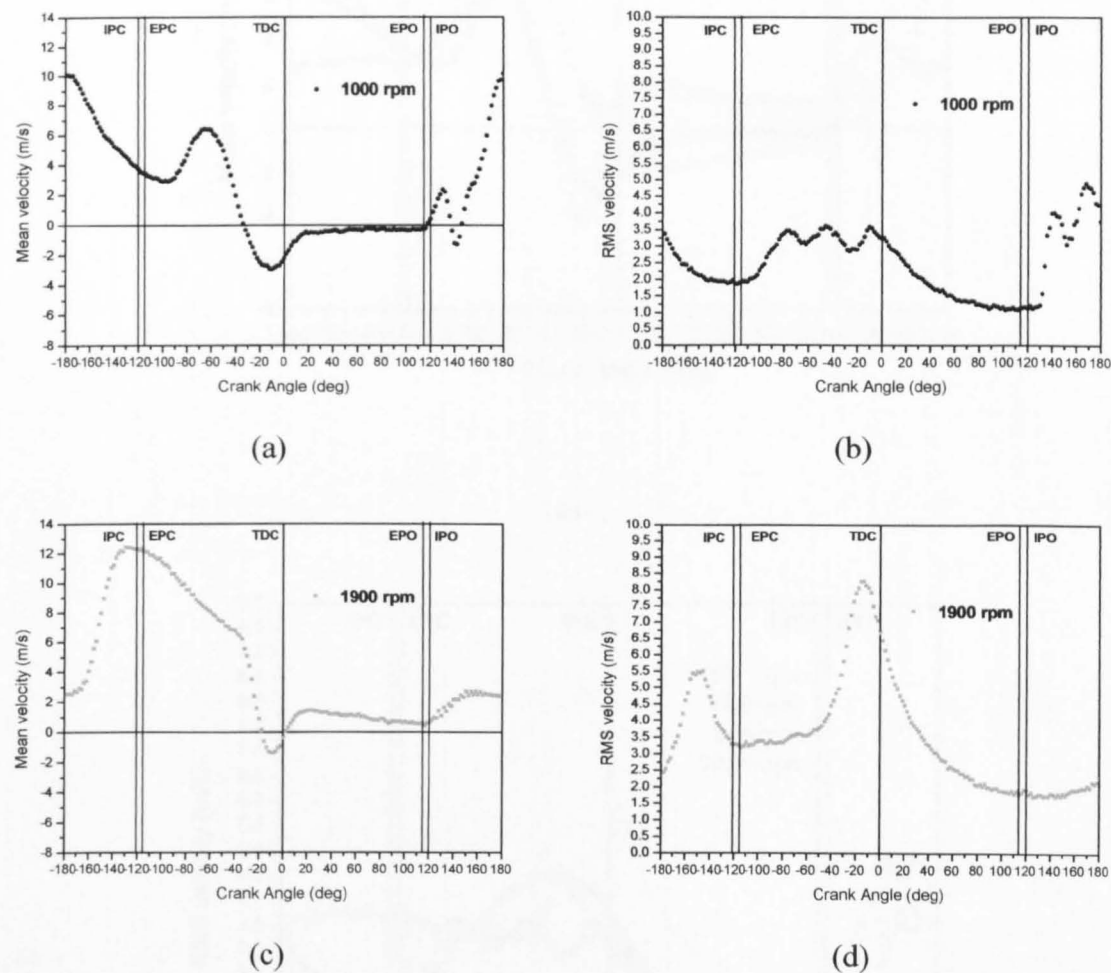 IPC EPC TDC EPO IPO
14
12
10
8
6
4
2
0
-2
-4
-6
-8
Mean velocity (m/s)
1000 rpm
-180-160-140-120-100 -80 -60 -40 -20 0 20 40 60 80 100 120 140 160 180
Crank Angle (deg)
(a)
IPC EPC TDC EPO IPO
10.0
9.5
9.0
8.5
8.0
7.5
7.0
6.5
6.0
5.5
5.0
4.5
4.0
3.5
3.0
2.5
2.0
1.5
1.0
0.5
0.0
RMS velocity (m/s)
1000 rpm
-180-160-140-120-100 -80 -60 -40 -20 0 20 40 60 80 100 120 140 160 180
Crank Angle (deg)
(b)
IPC EPC TDC EPO IPO
14
12
10
8
6
4
2
0
-2
-4
-6
-8
Mean velocity (m/s)
1900 rpm
-180-160-140-120-100 -80 -60 -40 -20 0 20 40 60 80 100 120 140 160 180
Crank Angle (deg)
(c)
IPC EPC TDC EPO IPO
10.0
9.5
9.0
8.5
8.0
7.5
7.0
6.5
6.0
5.5
5.0
4.5
4.0
3.5
3.0
2.5
2.0
1.5
1.0
0.5
0.0
RMS velocity (m/s)
1900 rpm
-180-160-140-120-100 -80 -60 -40 -20 0 20 40 60 80 100 120 140 160 180
Crank Angle (deg)
(d)